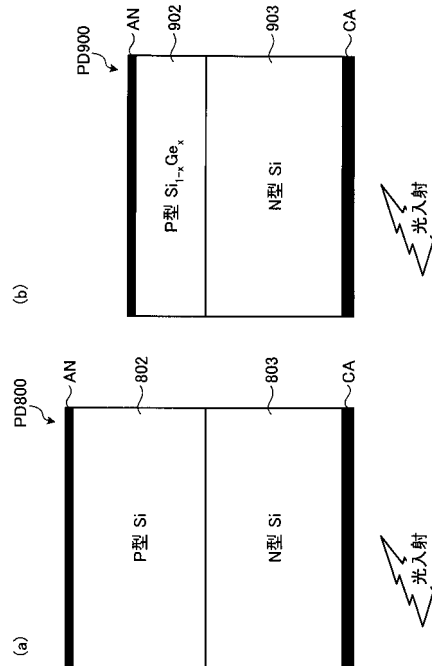 (a)
PD800
AN
P型 Si
802
N型 Si
803
CA
光入射
(b)
PD900
AN
P型 Si1-xGex
902
N型 Si
903
CA
光入射